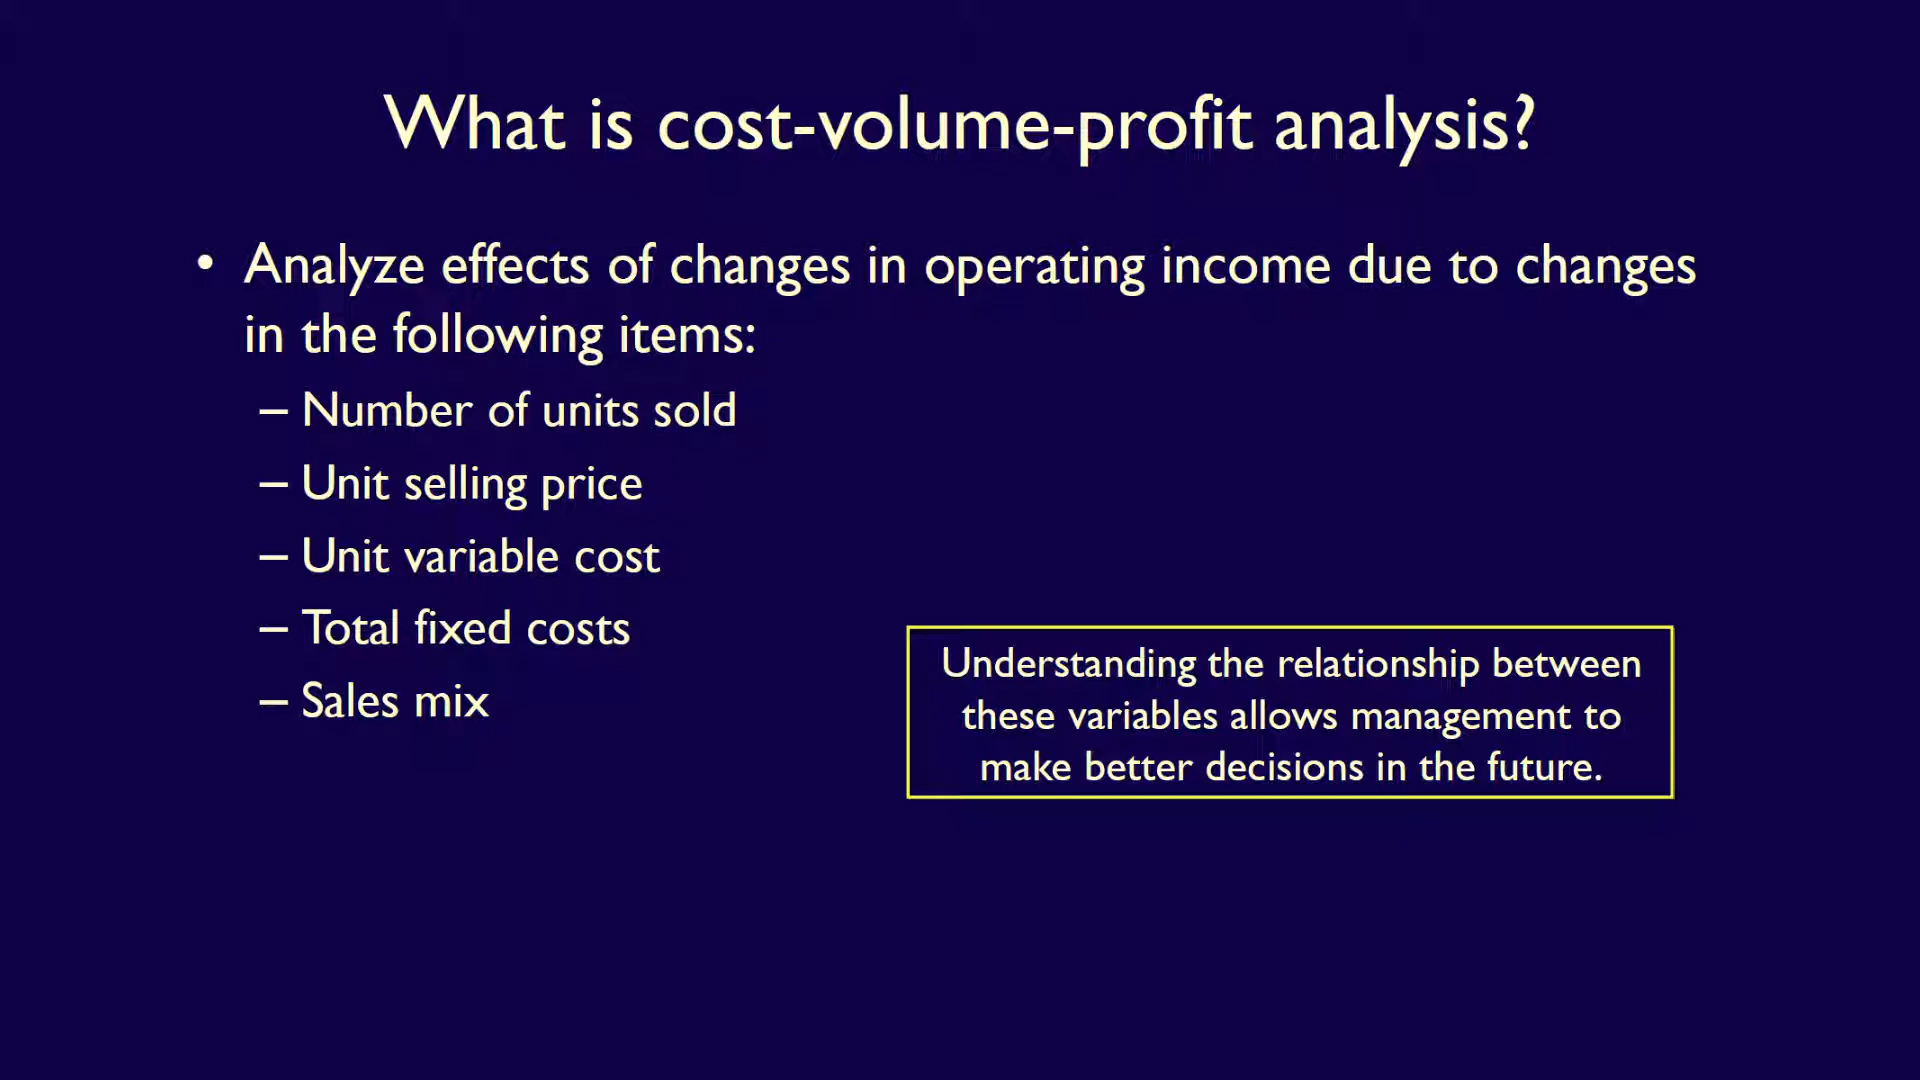 What is cost-volume-profit analysis?
• Analyze effects of changes in operating income due to changes
in the following items:
– Number of units sold
– Unit selling price
– Unit variable cost
– Total fixed costs
– Sales mix
Understanding the relationship between
these variables allows management to
make better decisions in the future.